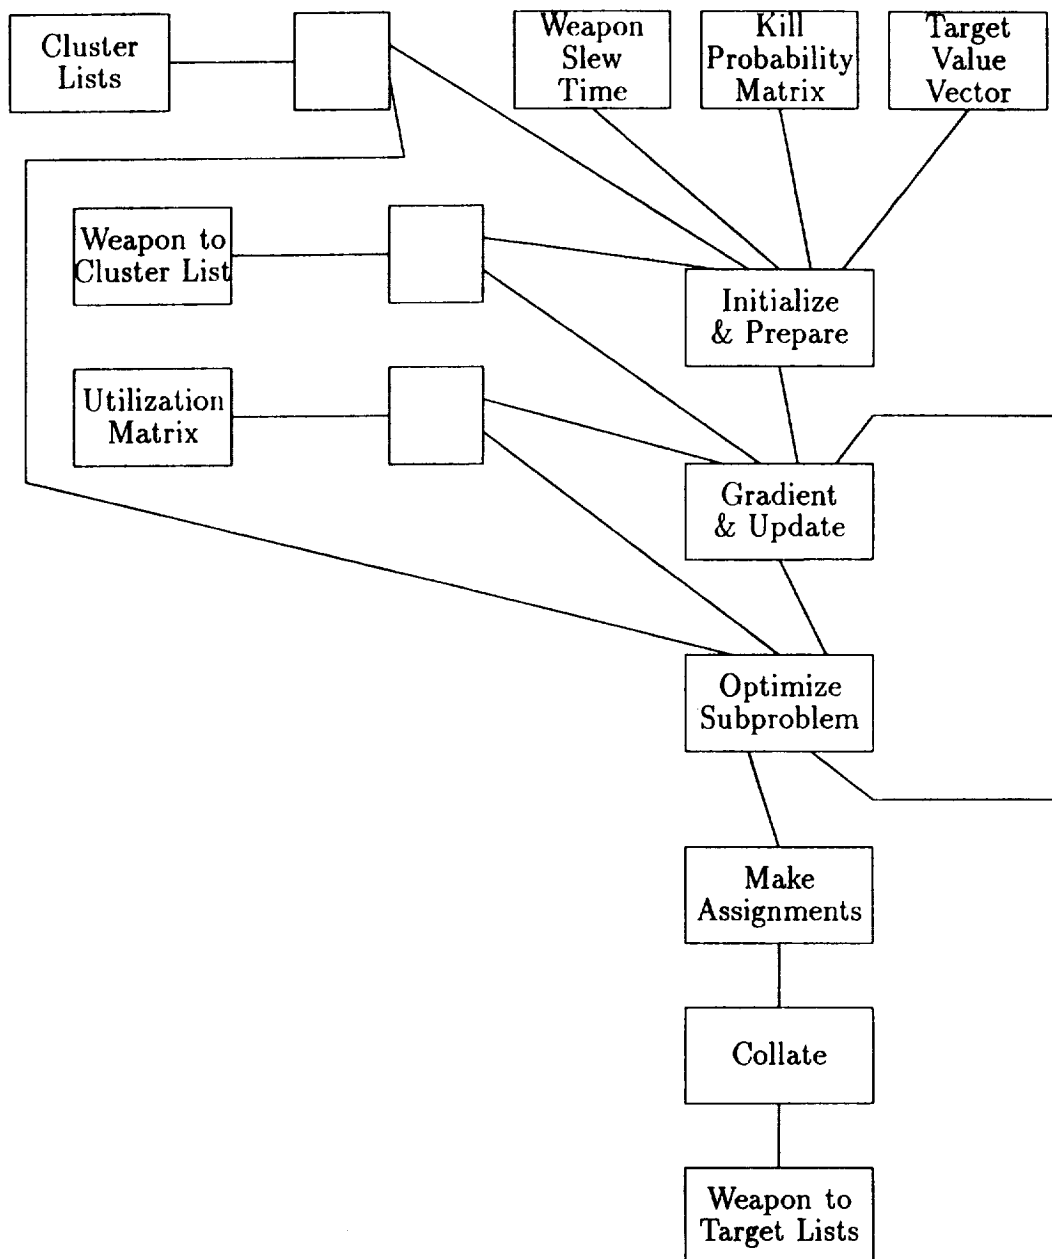 Cluster
Lists
Weapon
Slew
Time
Kill
Probability
Matrix
Target
Value
Vector
Weapon to
Cluster List
Initialize
& Prepare
Utilization
Matrix
Gradient
& Update
Optimize
Subproblem
Make
Assignments
Collate
Weapon to
Target Lists